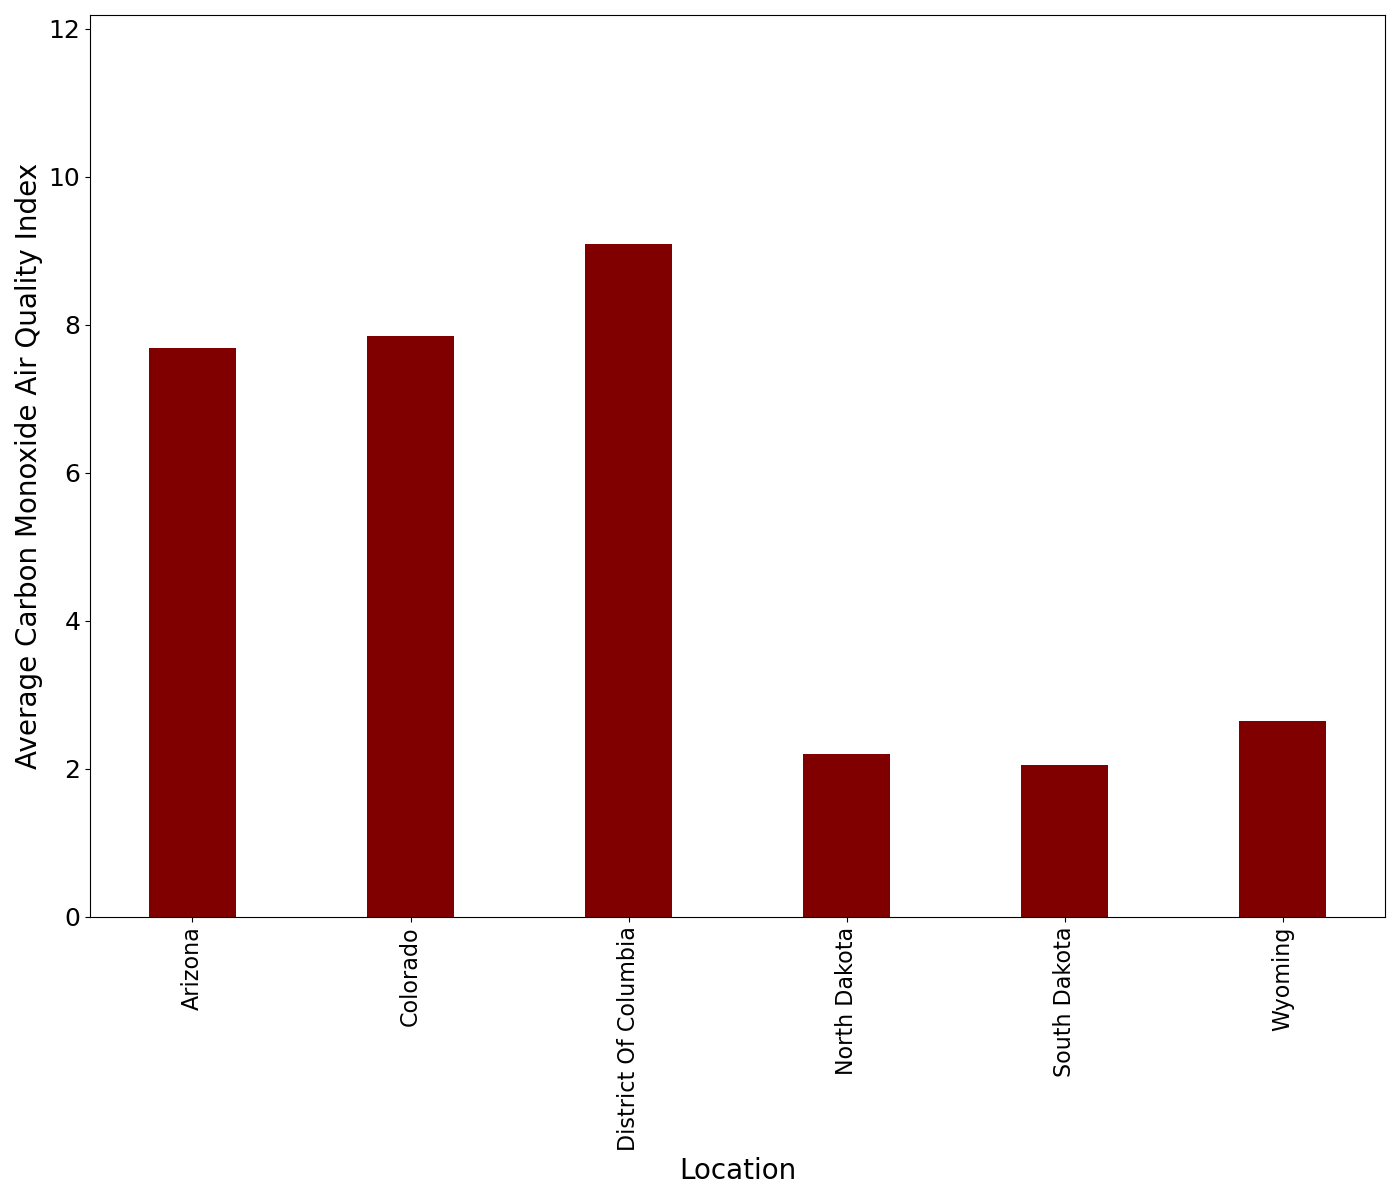 Average Carbon Monoxide Air Quality Index
12
10
8
6
4
2
0
Arizona
Colorado
District Of Columbia
North Dakota
South Dakota
Wyoming
Location